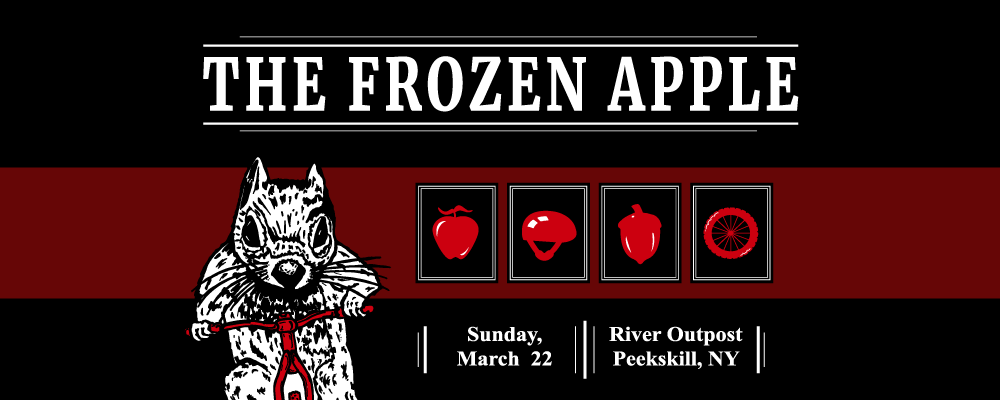 THE FROZEN APPLE
Sunday,
March 22
River Outpost
Peekskill, NY